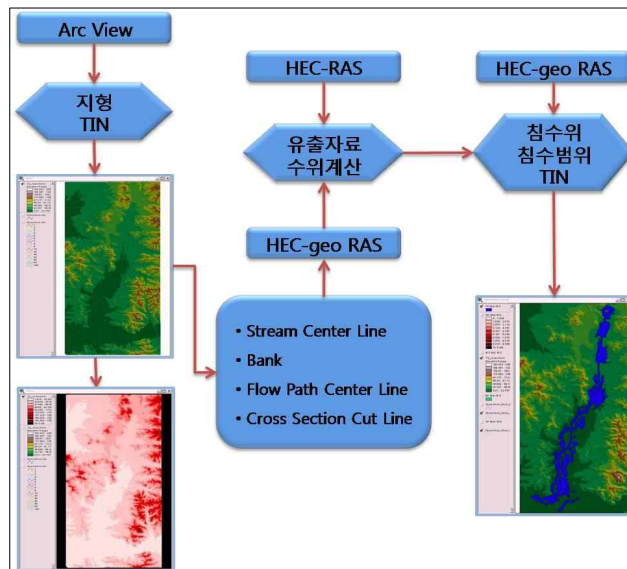 Arc View
지형
TIN
HEC-RAS
유출자료
수위계산
HEC-geo RAS
• Stream Center Line
• Bank
• Flow Path Center Line
• Cross Section Cut Line
HEC-geo RAS
침수위
침수범위
TIN